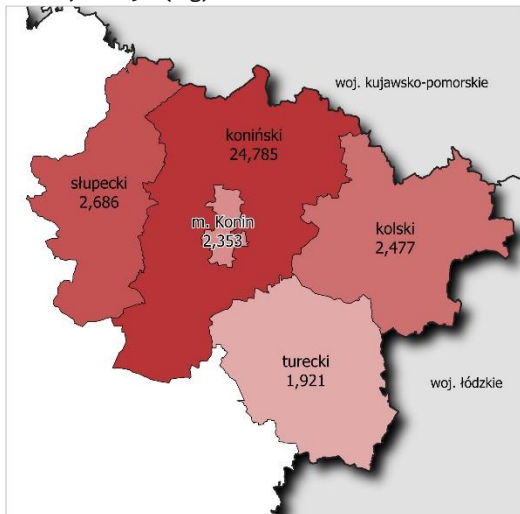 woj. kujawsko-pomorskie
koniński
24,785
słupecki
2,686
m. Konin
2,353
kolski
2,477
turecki
1,921
woj. łódzkie